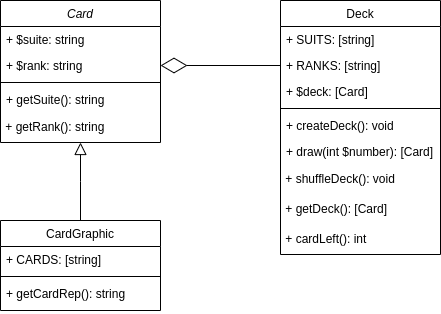 Card
+ $suite: string
+ $rank: string
+ getSuite(): string
+ getRank(): string
Deck
+ SUITS: [string]
+ RANKS: [string]
+ $deck: [Card]
+ createDeck(): void
+ draw(int $number): [Card]
+ shuffleDeck(): void
+ getDeck(): [Card]
+ cardLeft(): int
CardGraphic
+ CARDS: [string]
+ getCardRep(): string